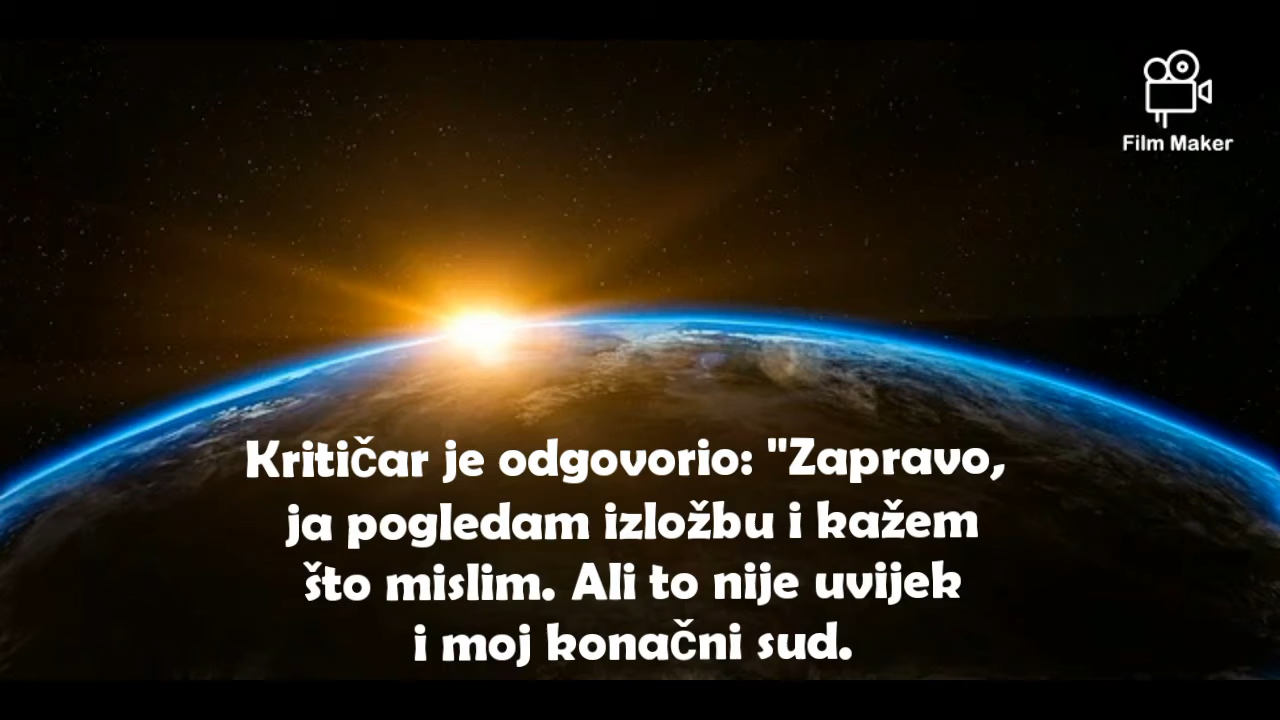 Film Maker
Kritičar je odgovorio: "Zapravo,
ja pogledam izložbu i kažem
što mislim. Ali to nije uvijek
i moj konačni sud.